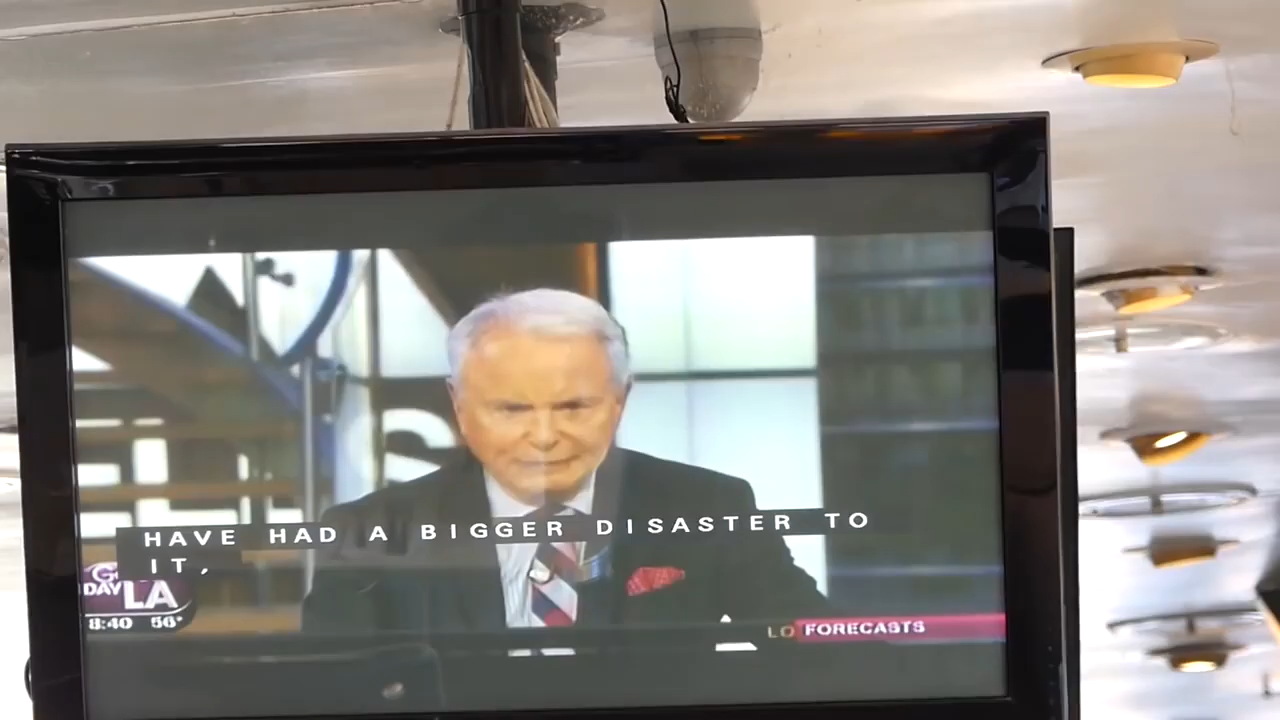 HAVE HAD A BIGGER DISASTER TO
IT,
DAY LA
8:40 56°
FORECASTS